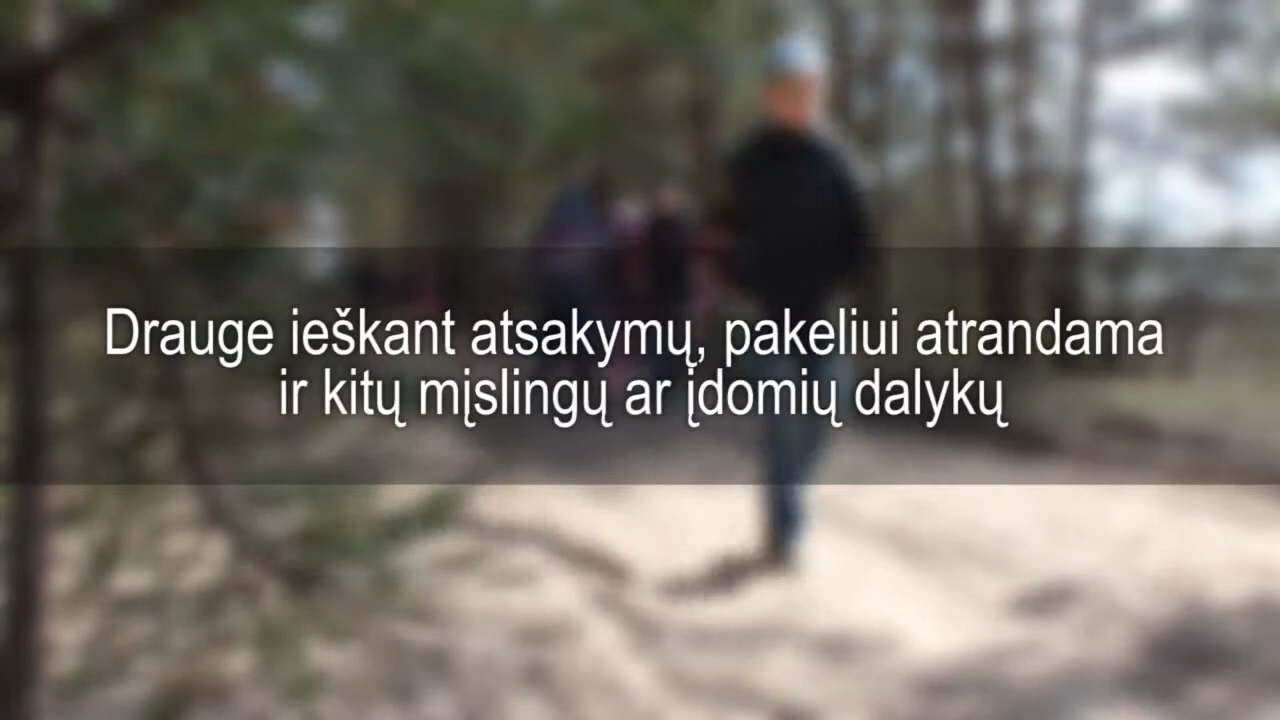 Drauge ieškant atsakymų, pakeliui atrandama
ir kitų mįslingų ar įdomių dalykų